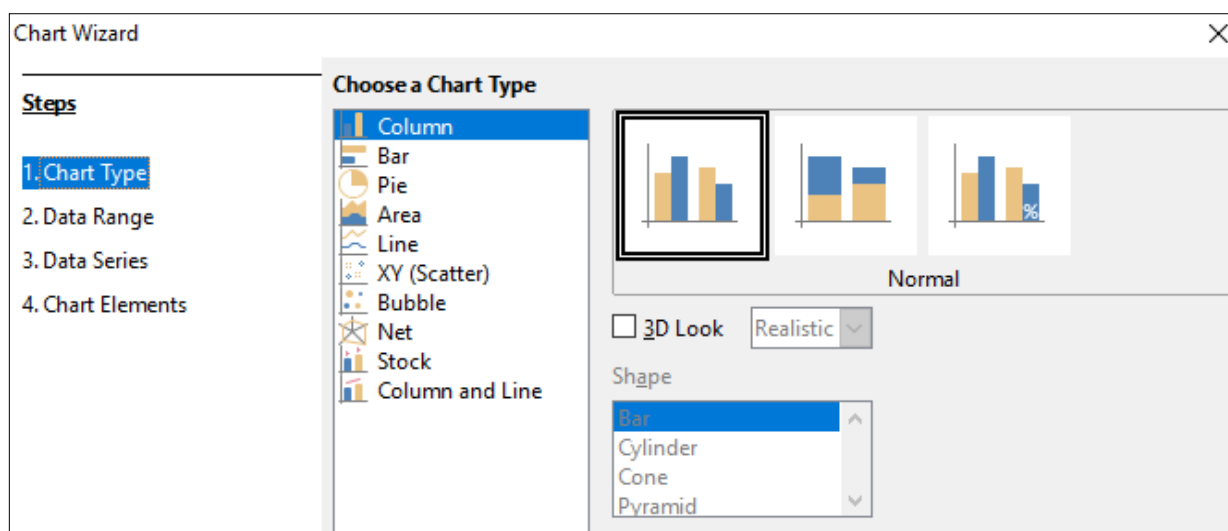 Chart Wizard
Steps
1. Chart Type
2. Data Range
3. Data Series
4. Chart Elements
Choose a Chart Type
Column
Bar
Pie
Area
Line
XY (Scatter)
Bubble
Net
Stock
Column and Line
%
Normal
3D Look
Realistic
Shape
Bar
Cylinder
Cone
Pyramid